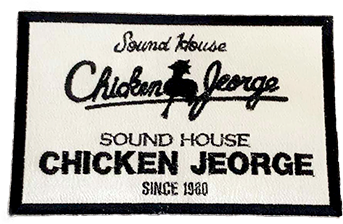 Sound House
Chicken Jeorge
SOUND HOUSE
CHICKEN JEORGE
SINCE 1980